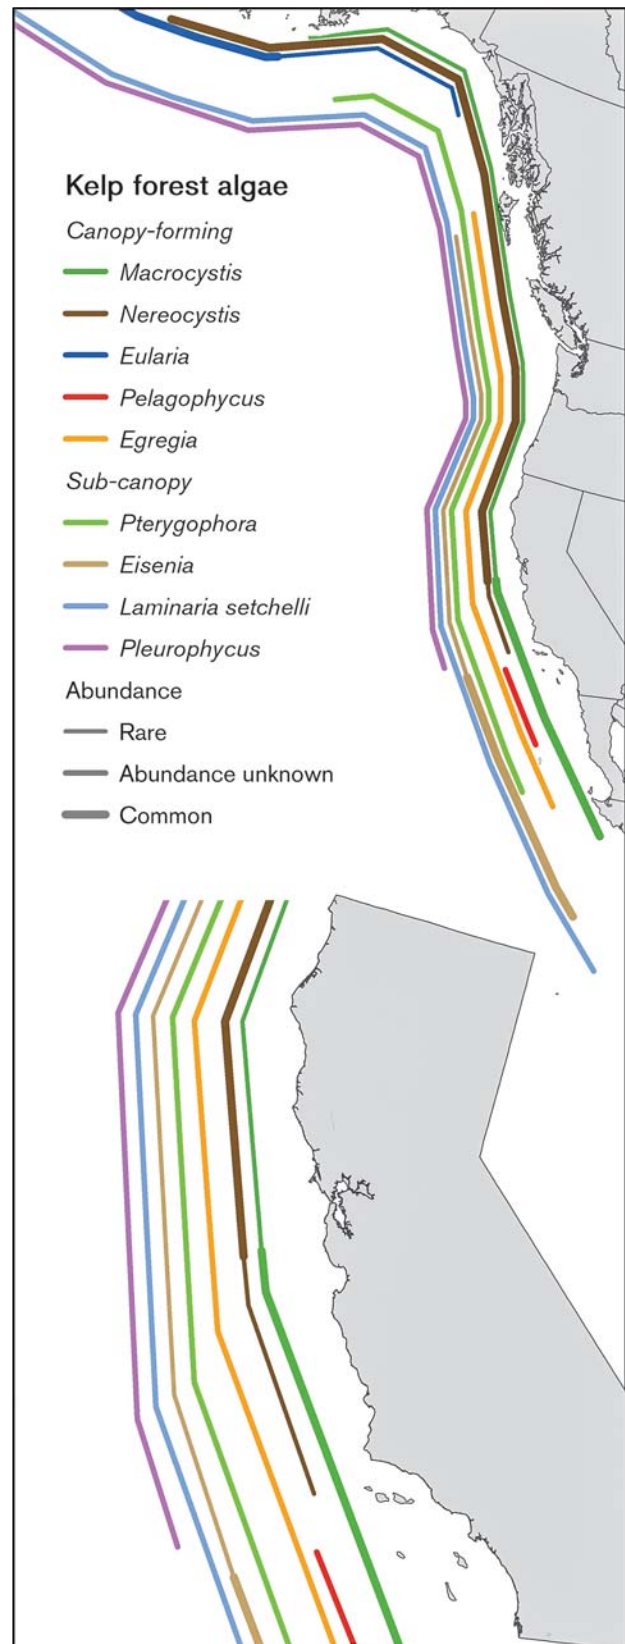 Kelp forest algae
Canopy-forming
Macrocystis
Nereocystis
Eularia
Pelagophycus
Egregia
Sub-canopy
Pterygophora
Eisenia
Laminaria setchelli
Pleurophycus
Abundance
Rare
Abundance unknown
Common